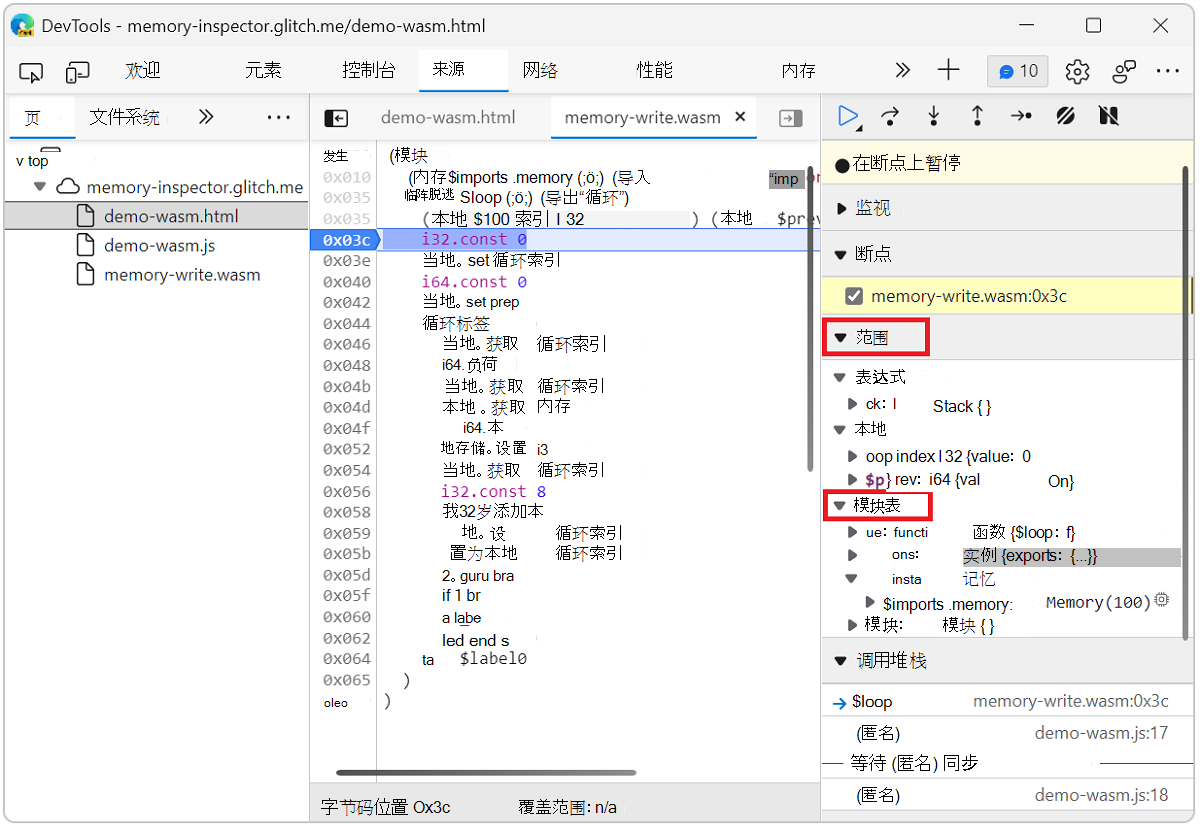 DevTools - memory-inspector.glitch.me/demo-wasm.html
欢迎 元素 控制台 来源 网络 性能 内存 10
页 文件系统
v top
memory-inspector.glitch.me
demo-wasm.html
demo-wasm.js
memory-write.wasm
demo-wasm.html memory-write.wasm
发生 (模块
0x010 (内存$imports .memory (;ö;) (导入 “imp
0x035 临阵脱逃 Sloop (;ö;) (导出“循环”)
0x035 (本地 $100 索引 I 32 ) (本地 $prev
0x03c i32.const 0
0x03e 当地。set 循环索引
0x040 i64.const 0
0x042 当地。set prep
0x044 循环标签
0x046 当地。获取 循环索引
0x048 i64.负荷
0x04b 当地。获取 循环索引
0x04d 本地 。获取 内存
0x04f i64.本
0x052 地存储。设置 i3
0x054 当地。获取 循环索引
0x056 i32.const 8
0x058 我32岁添加本
0x059 地。设 循环索引
0x05b 置为本地 循环索引
0x05d 2。guru bra
0x05f if 1 br
0x060 a labe
0x062 led end s
0x064 ta $label0
0x065 )
oleo )
字节码位置 Ox3c 覆盖范围: n/a
在断点上暂停
监视
断点
memory-write.wasm:0x3c
范围
表达式
ck: I Stack { }
本地
oop index I 32 {value: 0
$p} rev: i64 {val On}
模块表
ue: functi 函数 {$loop: f}
ons: 实例 {exports: {...}}
insta 记忆
$imports .memory: Memory(100)
模块: 模块 { }
调用堆栈
$loop memory-write.wasm:0x3c
(匿名) demo-wasm.js:17
等待 (匿名) 同步
(匿名) demo-wasm.js:18